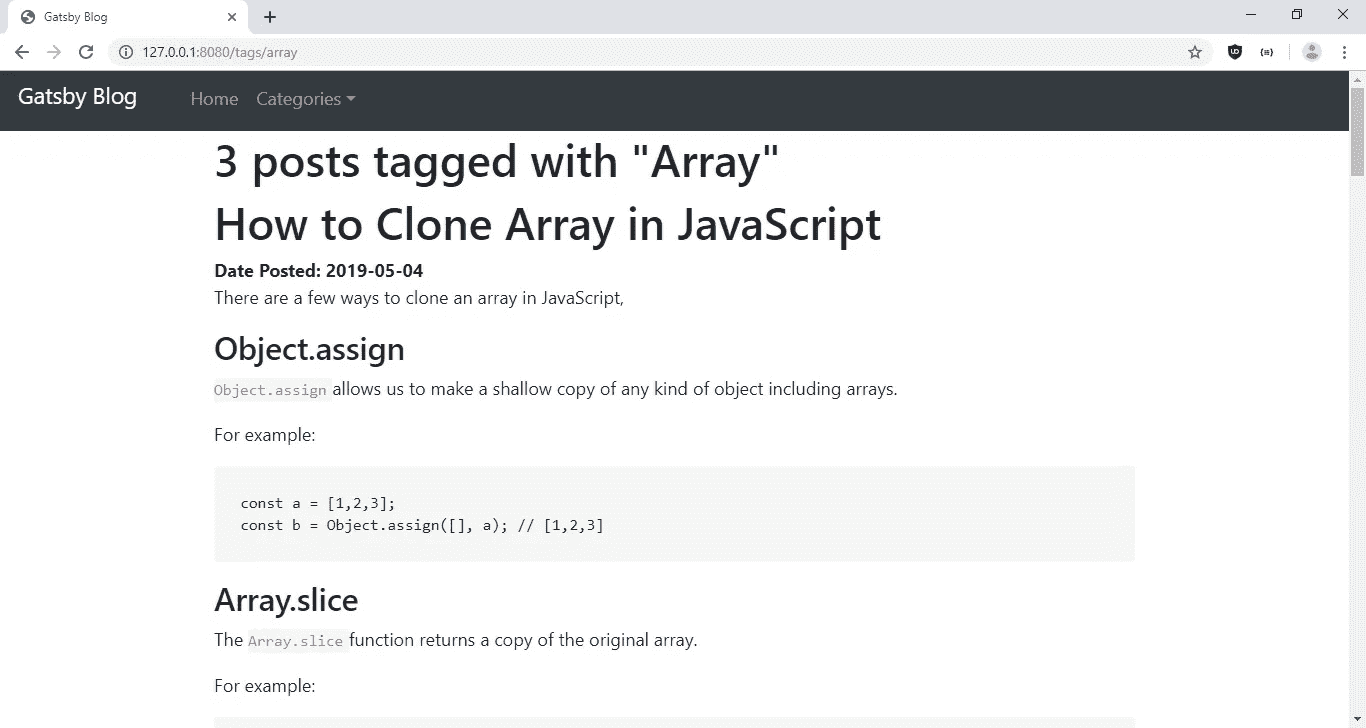 Gatsby Blog
127.0.0.1:8080/tags/array
Gatsby Blog Home Categories
3 posts tagged with "Array"
How to Clone Array in JavaScript
Date Posted: 2019-05-04
There are a few ways to clone an array in JavaScript,
Object.assign
Object.assign allows us to make a shallow copy of any kind of object including arrays.
For example:
const a = [1,2,3];
const b = Object.assign([], a); // [1,2,3]
Array.slice
The Array.slice function returns a copy of the original array.
For example: